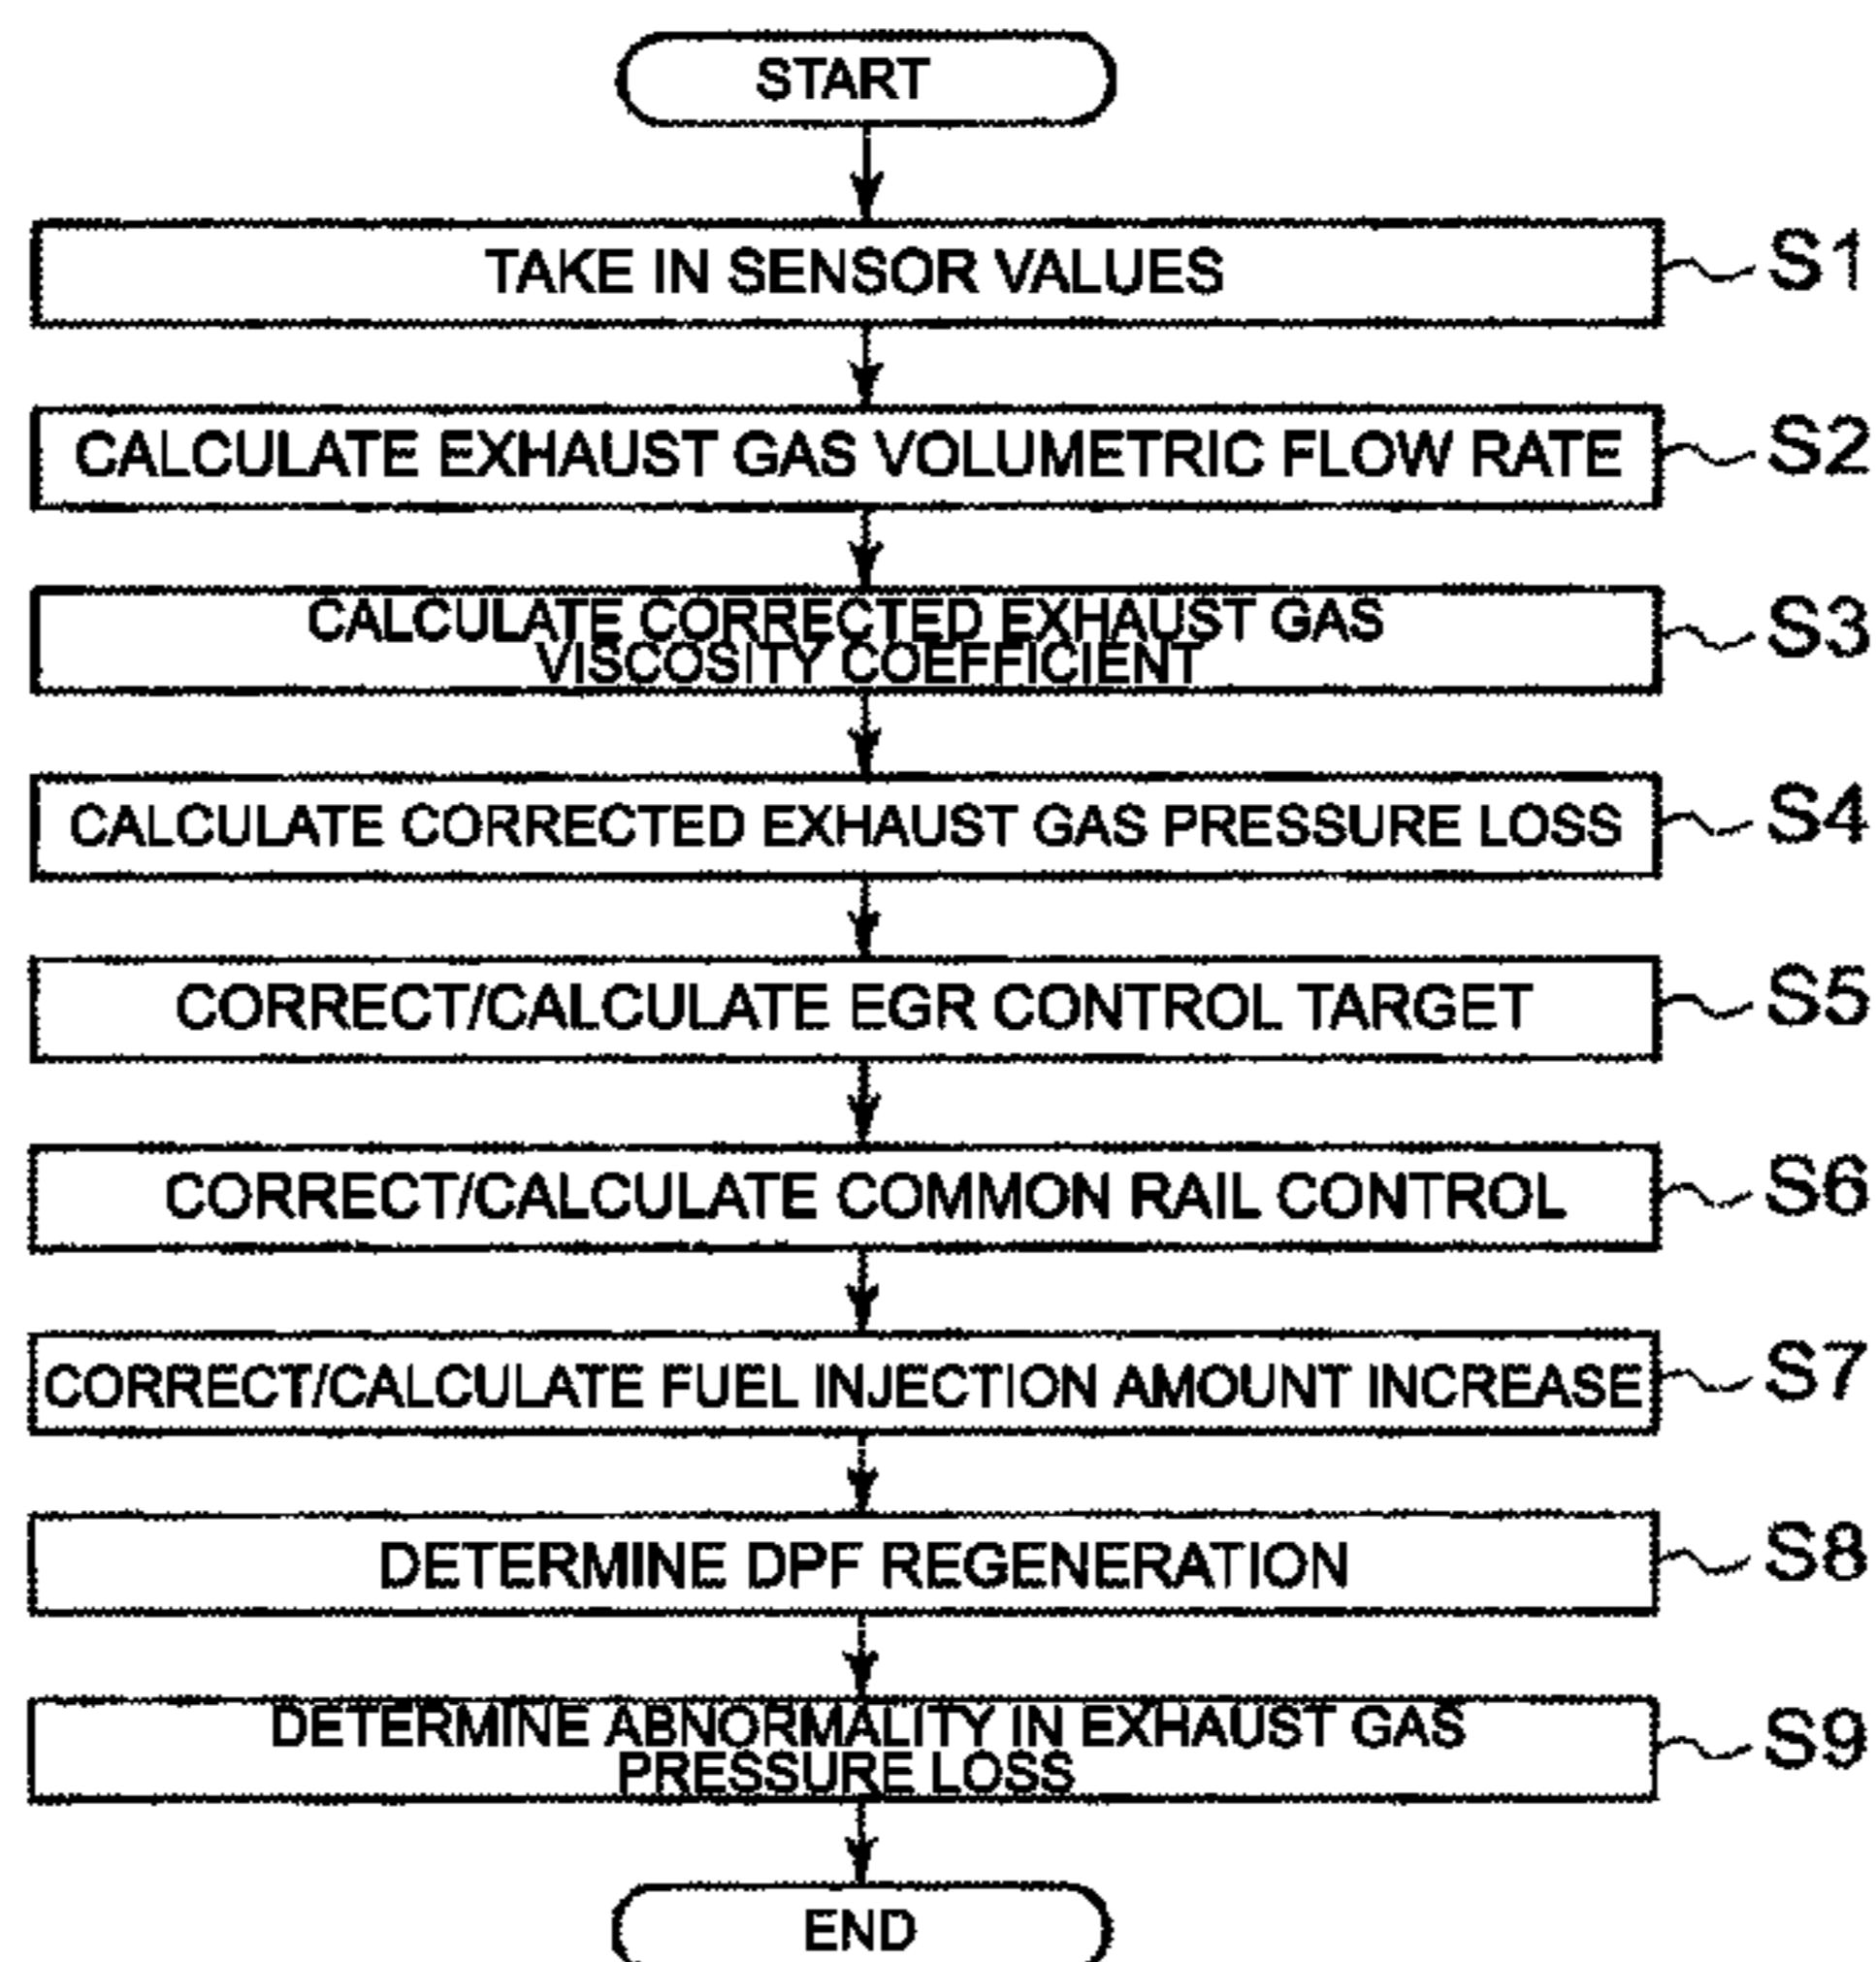 START
TAKE IN SENSOR VALUES
S1
CALCULATE EXHAUST GAS VOLUMETRIC FLOW RATE
S2
CALCULATE CORRECTED EXHAUST GAS
VISCOSITY COEFFICIENT
S3
CALCULATE CORRECTED EXHAUST GAS PRESSURE LOSS
S4
CORRECT/CALCULATE EGR CONTROL TARGET
S5
CORRECT/CALCULATE COMMON RAIL CONTROL
S6
CORRECT/CALCULATE FUEL INJECTION AMOUNT INCREASE
S7
DETERMINE DPF REGENERATION
S8
DETERMINE ABNORMALITY IN EXHAUST GAS
PRESSURE LOSS
S9
END